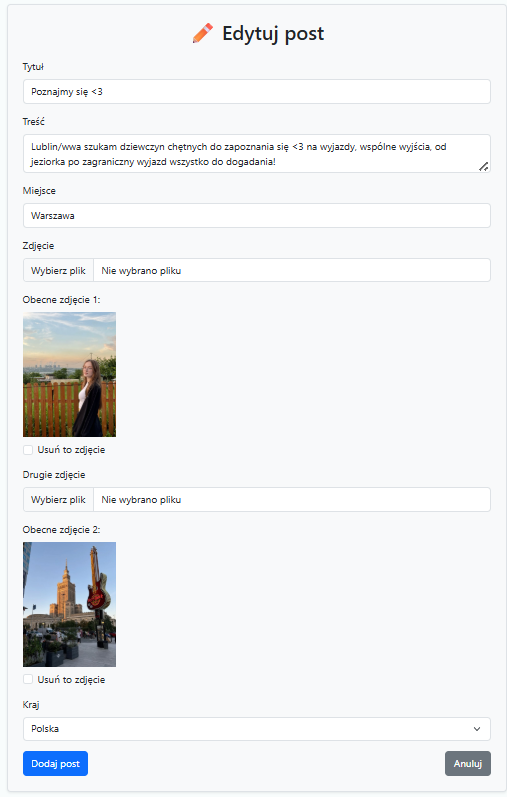 Edytuj post
Tytuł
Poznajmy się <3
Treść
Lublin/wwa szukam dziewczyn chętnych do zapoznania się <3 na wyjazdy, wspólne wyjścia, od
jeziorka po zagraniczny wyjazd wszystko do dogadania!
Miejsce
Warszawa
Zdjęcie
Wybierz plik Nie wybrano pliku
Obecne zdjęcie 1:
Usuń to zdjęcie
Drugie zdjęcie
Wybierz plik Nie wybrano pliku
Obecne zdjęcie 2:
Usuń to zdjęcie
Kraj
Polska
Dodaj post Anuluj